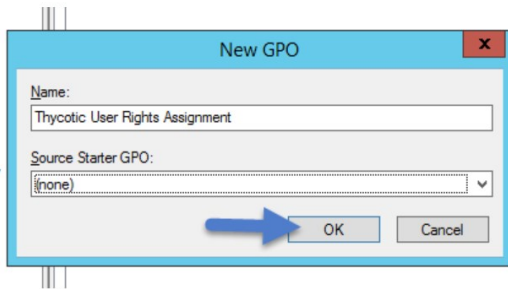 New GPO
x
Name:
Thycotic User Rights Assignment
Source Starter GPO:
(none)
OK Cancel